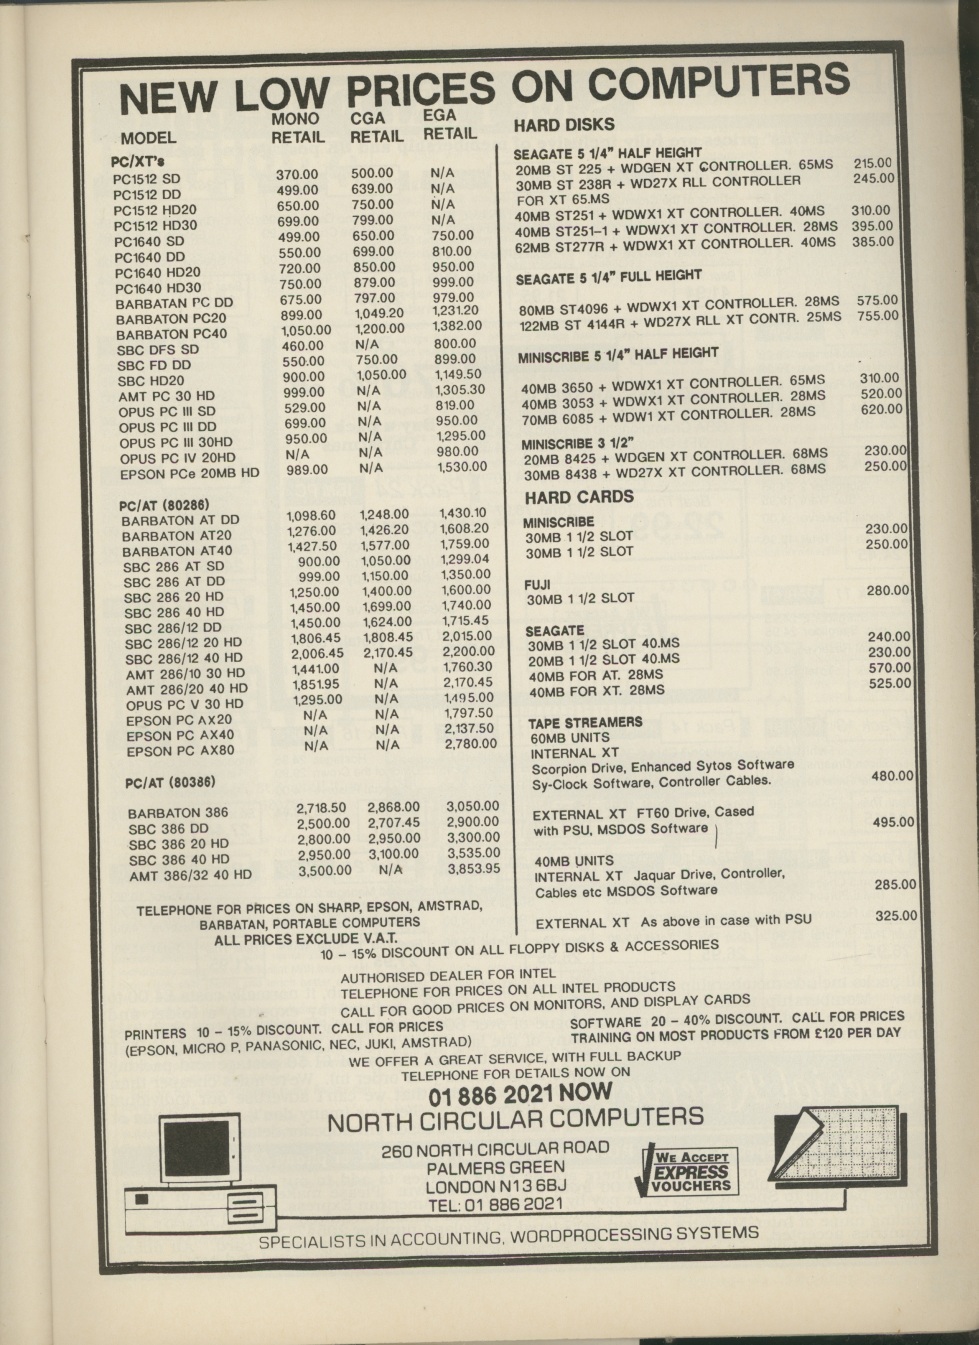 NEW LOW PRICES ON COMPUTERS
MODEL MONO RETAIL CGA RETAIL EGA RETAIL
PC/XT's
PC1512 SD 370.00 500.00 N/A
PC1512 DD 499.00 639.00 N/A
PC1512 HD20 650.00 750.00 N/A
PC1512 HD30 699.00 799.00 N/A
PC1640 SD 499.00 650.00 750.00
PC1640 DD 550.00 699.00 810.00
PC1640 HD20 720.00 850.00 950.00
PC1640 HD30 750.00 879.00 999.00
BARBATAN PC DD 675.00 797.00 979.00
BARBATON PC20 899.00 1,049.20 1,231.20
BARBATON PC40 1,050.00 1,200.00 1,382.00
SBC DFS SD 460.00 N/A 800.00
SBC FD DD 550.00 750.00 899.00
SBC HD20 900.00 1,050.00 1,149.50
AMT PC 30 HD 999.00 N/A 1,305.30
OPUS PC III SD 529.00 N/A 819.00
OPUS PC III DD 699.00 N/A 950.00
OPUS PC III 30HD 950.00 N/A 1,295.00
OPUS PC IV 20HD N/A N/A 980.00
EPSON PCe 20MB HD 989.00 N/A 1,530.00
PC/AT (80286)
BARBATON AT DD 1,098.60 1,248.00 1,430.10
BARBATON AT20 1,276.00 1,426.20 1,608.20
BARBATON AT40 1,427.50 1,577.00 1,759.00
SBC 286 AT SD 900.00 1,050.00 1,299.04
SBC 286 AT DD 999.00 1,150.00 1,350.00
SBC 286 20 HD 1,250.00 1,400.00 1,600.00
SBC 286 40 HD 1,450.00 1,699.00 1,740.00
SBC 286/12 DD 1,450.00 1,624.00 1,715.45
SBC 286/12 20 HD 1,806.45 1,808.45 2,015.00
SBC 286/12 40 HD 2,006.45 2,170.45 2,200.00
AMT 286/10 30 HD 1,441.00 N/A 1,760.30
AMT 286/20 40 HD 1,851.95 N/A 2,170.45
OPUS PC V 30 HD 1,295.00 N/A 1,495.00
EPSON PC AX20 N/A N/A 1,797.50
EPSON PC AX40 N/A N/A 2,137.50
EPSON PC AX80 N/A N/A 2,780.00
PC/AT (80386)
BARBATON 386 2,718.50 2,868.00 3,050.00
SBC 386 DD 2,500.00 2,707.45 2,900.00
SBC 386 20 HD 2,800.00 2,950.00 3,300.00
SBC 386 40 HD 2,950.00 3,100.00 3,535.00
AMT 386/32 40 HD 3,500.00 N/A 3,853.95
TELEPHONE FOR PRICES ON SHARP, EPSON, AMSTRAD,
BARBATAN, PORTABLE COMPUTERS
ALL PRICES EXCLUDE V.A.T.
HARD DISKS
SEAGATE 5 1/4" HALF HEIGHT
20MB ST 225 + WDGEN XT CONTROLLER. 65MS 215.00
30MB ST 238R + WD27X RLL CONTROLLER 245.00
FOR XT 65.MS
40MB ST251 + WDWX1 XT CONTROLLER. 40MS 310.00
40MB ST251-1 + WDWX1 XT CONTROLLER. 28MS 395.00
62MB ST277R + WDWX1 XT CONTROLLER. 40MS 385.00
SEAGATE 5 1/4" FULL HEIGHT
80MB ST4096 + WDWX1 XT CONTROLLER. 28MS 575.00
122MB ST 4144R + WD27X RLL XT CONTR. 25MS 755.00
MINISCRIBE 5 1/4" HALF HEIGHT
40MB 3650 + WDWX1 XT CONTROLLER. 65MS 310.00
40MB 3053 + WDWX1 XT CONTROLLER. 28MS 520.00
70MB 6085 + WDW1 XT CONTROLLER. 28MS 620.00
MINISCRIBE 3 1/2"
20MB 8425 + WDGEN XT CONTROLLER. 68MS 230.00
30MB 8438 + WD27X XT CONTROLLER. 68MS 250.00
HARD CARDS
MINISCRIBE
30MB 1 1/2 SLOT 230.00
30MB 1 1/2 SLOT 250.00
FUJI
30MB 1 1/2 SLOT 280.00
SEAGATE
30MB 1 1/2 SLOT 40.MS 240.00
20MB 1 1/2 SLOT 40.MS 230.00
40MB FOR AT. 28MS 570.00
40MB FOR XT. 28MS 525.00
TAPE STREAMERS
60MB UNITS
INTERNAL XT
Scorpion Drive, Enhanced Sytos Software
Sy-Clock Software, Controller Cables. 480.00
EXTERNAL XT FT60 Drive, Cased
with PSU, MSDOS Software 495.00
40MB UNITS
INTERNAL XT Jaquar Drive, Controller,
Cables etc MSDOS Software 285.00
EXTERNAL XT As above in case with PSU 325.00
10 - 15% DISCOUNT ON ALL FLOPPY DISKS & ACCESSORIES
AUTHORISED DEALER FOR INTEL
TELEPHONE FOR PRICES ON ALL INTEL PRODUCTS
CALL FOR GOOD PRICES ON MONITORS, AND DISPLAY CARDS
PRINTERS 10 - 15% DISCOUNT. CALL FOR PRICES
(EPSON, MICRO P, PANASONIC, NEC, JUKI, AMSTRAD)
SOFTWARE 20 - 40% DISCOUNT. CALL FOR PRICES
TRAINING ON MOST PRODUCTS FROM £120 PER DAY
WE OFFER A GREAT SERVICE, WITH FULL BACKUP
TELEPHONE FOR DETAILS NOW ON
01 886 2021 NOW
NORTH CIRCULAR COMPUTERS
260 NORTH CIRCULAR ROAD
PALMERS GREEN
LONDON N13 6BJ
TEL: 01 886 2021
WE ACCEPT
EXPRESS
VOUCHERS
SPECIALISTS IN ACCOUNTING, WORDPROCESSING SYSTEMS